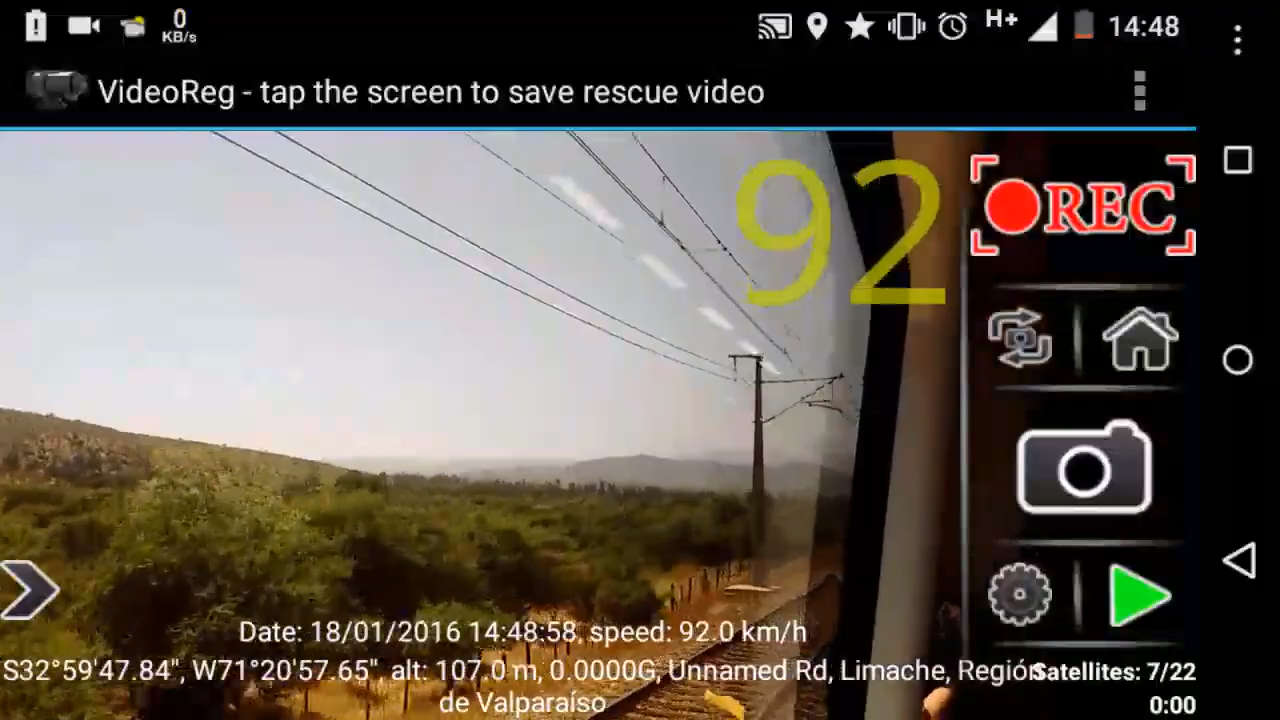 0
KB/s
H+
14:48
VideoReg - tap the screen to save rescue video
92
REC
Date: 18/01/2016 14:48:58, speed: 92.0 km/h
S32°59'47.84", W71°20'57.65", alt: 107.0 m, 0.0000G, Unnamed Rd, Limache, Región
de Valparaíso
Satellites: 7/22
0:00